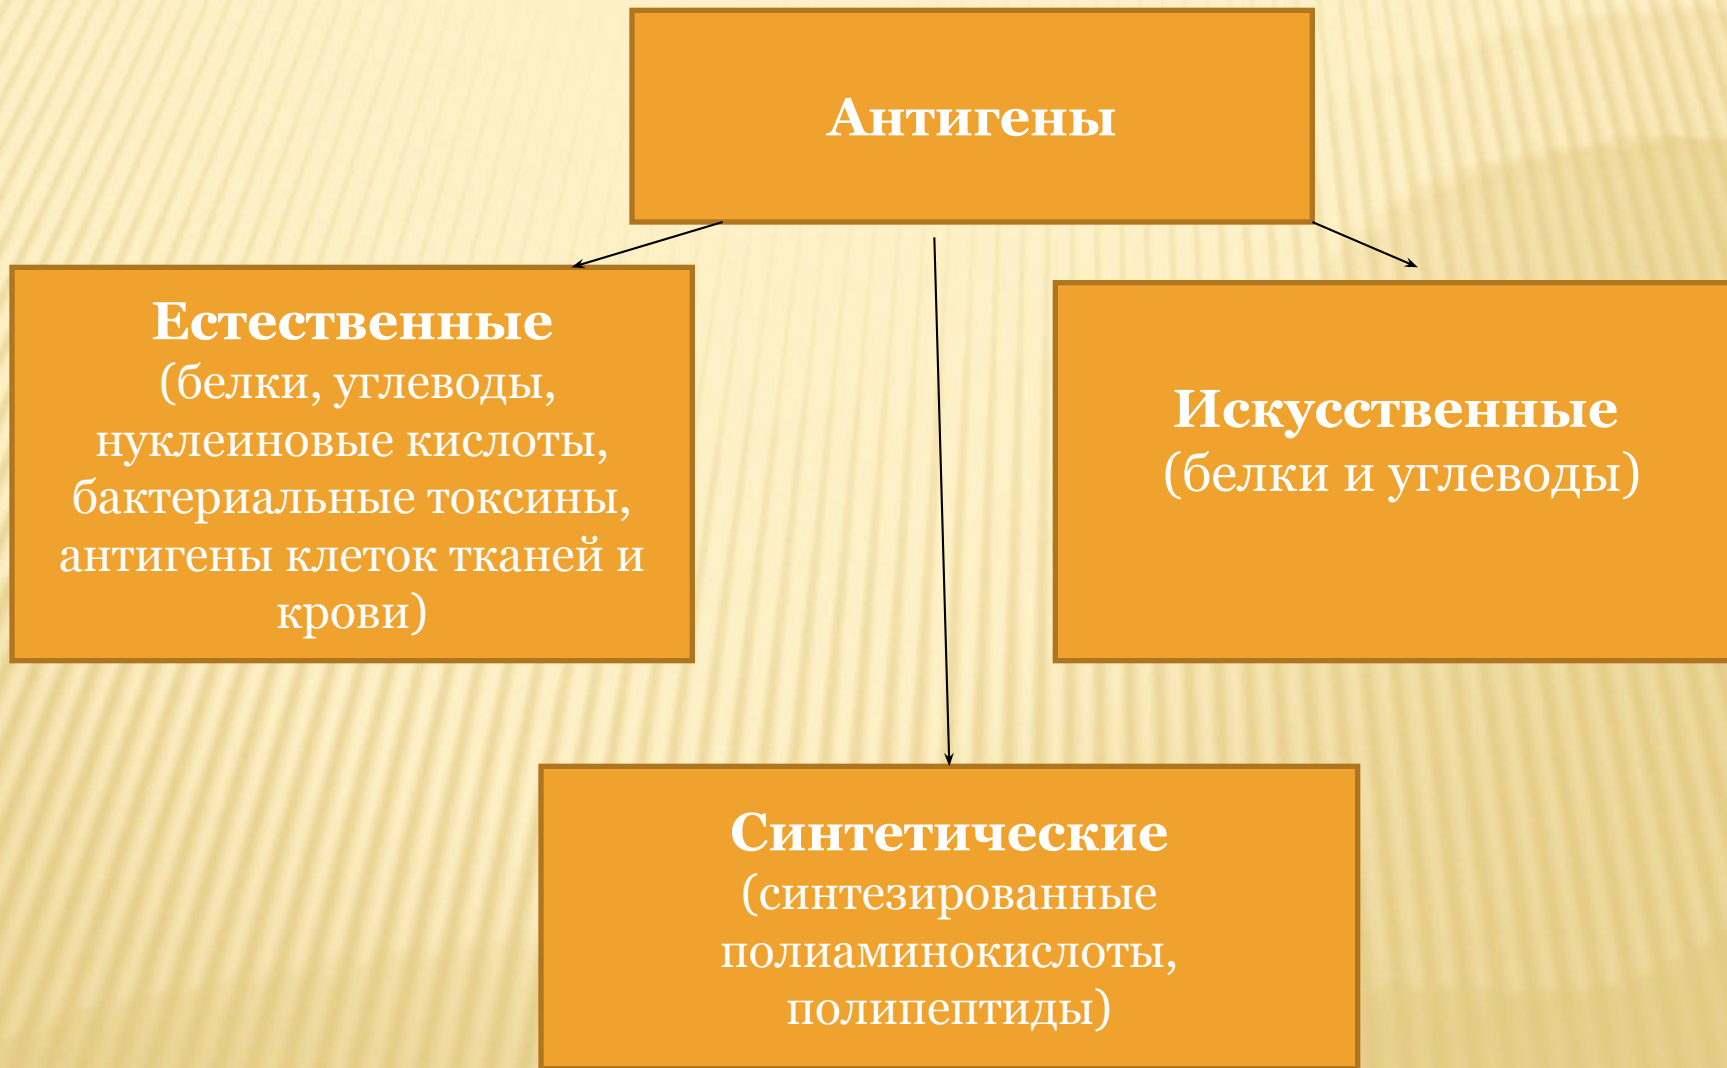 Антигены
Естественные
(белки, углеводы,
нуклеиновые кислоты,
бактериальные токсины,
антигены клеток тканей и
крови)
Искусственные
(белки и углеводы)
Синтетические
(синтезированные
полиаминокислоты,
полипептиды)